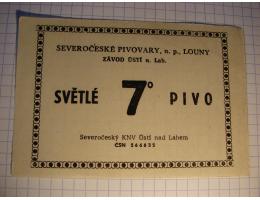 SEVEROČESKÉ PIVOVARY, n. p., LOUNY
ZÁVOD ÚSTÍ n. Lab.
SVĚTLÉ 7° PIVO
Severočeský KNV Ústí nad Labem
ČSN 566635